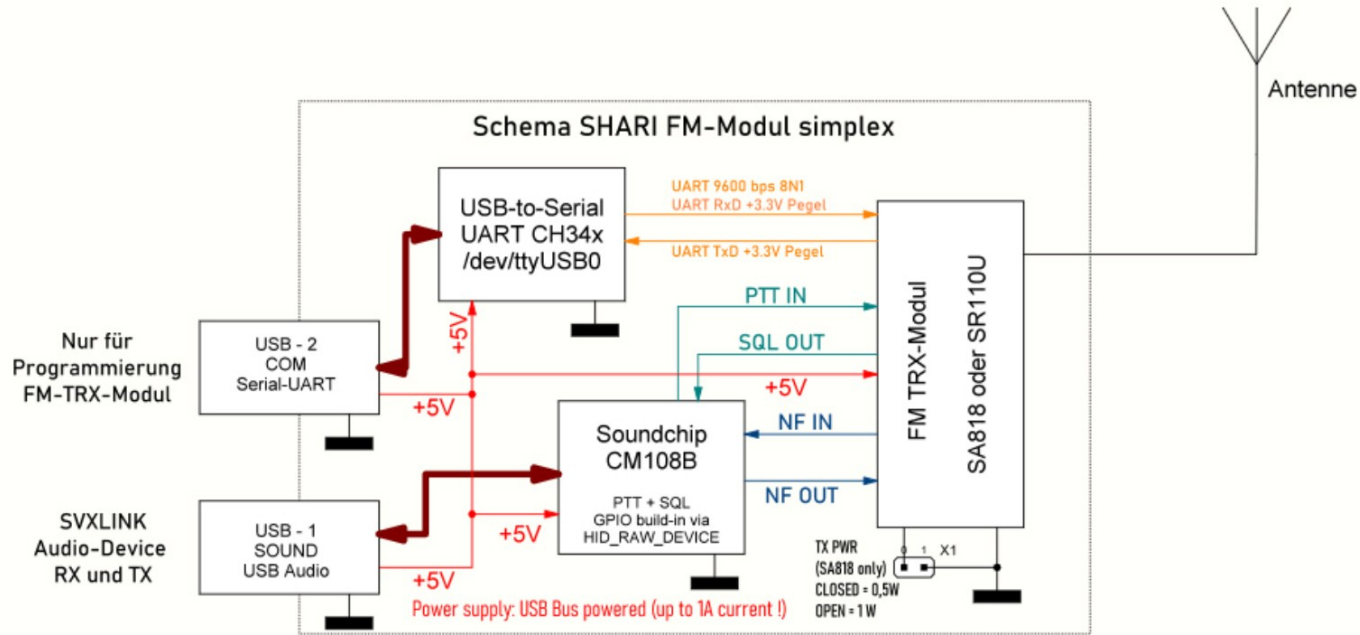 Antenne
Schema SHARI FM-Modul simplex
USB-to-Serial
UART CH34x
/dev/ttyUSB0
UART 9600 bps 8N1
UART RxD +3.3V Pegel
UART TxD +3.3V Pegel
PTT IN
SQL OUT
+5V
+5V
NF IN
NF OUT
FM TRX-Modul
SA818 oder SR110U
Nur für
Programmierung
FM-TRX-Modul
USB - 2
COM
Serial-UART
+5V
Soundchip
CM108B
PTT + SQL
GPIO build-in via
HID_RAW_DEVICE
+5V
SVXLINK
Audio-Device
RX und TX
USB - 1
SOUND
USB Audio
+5V
TX PWR
(SA818 only)
CLOSED = 0,5W
OPEN = 1 W
0 1 X1
Power supply: USB Bus powered (up to 1A current !)